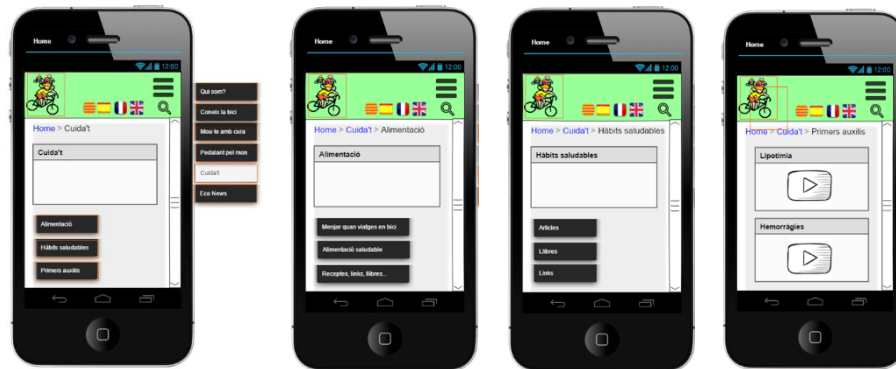 Home
12:00
Home > Cuida't
Cuida't
Alimentació
Hàbits saludables
Primers auxilis
Qui som?
Coneix la bici
Mou-te amb cura
Pedalant pel mon
Cuida't
Eco News
Home
12:00
Home > Cuida't > Alimentació
Alimentació
Menjar quan viatges en bici
Alimentació saludable
Receptes, links, llibres...
Home
12:00
Home > Cuida't > Hàbits saludables
Hàbits saludables
Articles
Llibres
Links
Home
12:00
Home > Cuida't > Primers auxilis
Lipotímia
Hemorràgies